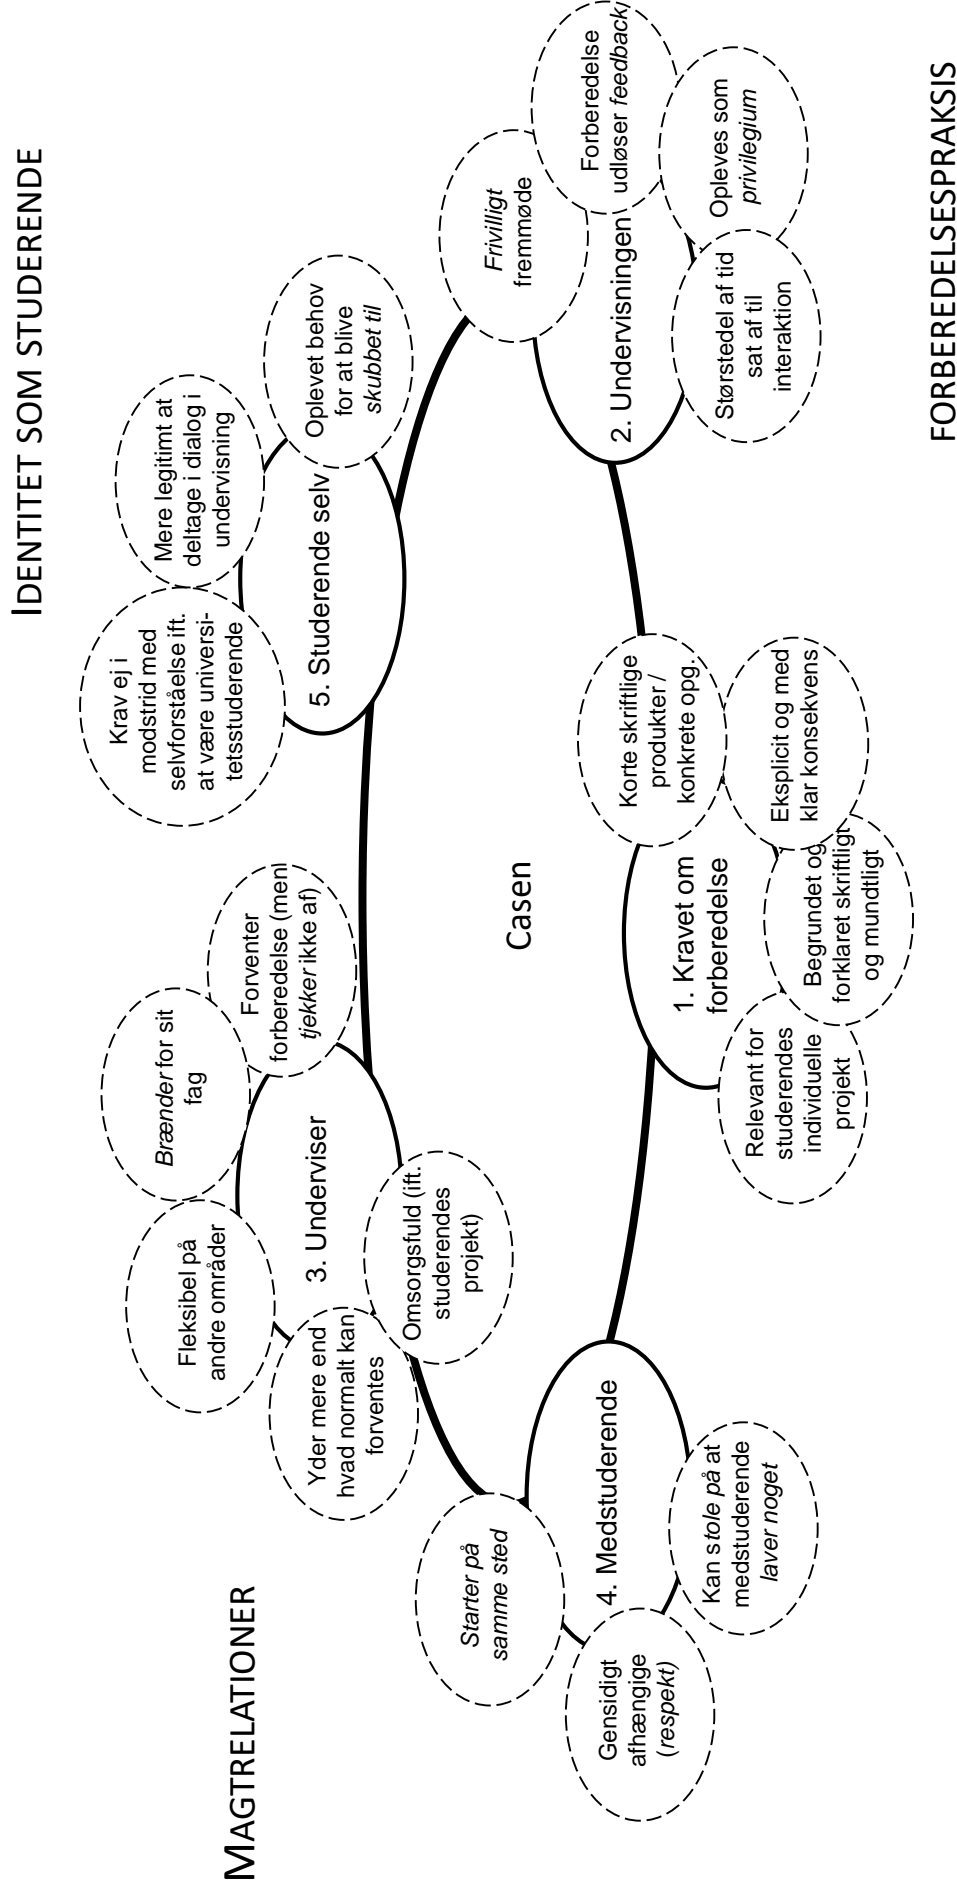 MAGTRELATIONER
IDENTITET SOM STUDERENDE
Fleksibel på
andre områder
Brænder for sit
fag
Forventer
forberedelse (men
tjekker ikke af)
Yder mere end
hvad normalt kan
forventes
3. Underviser
Omsorgsfuld (ift.
studerendes
projekt)
Krav ej i
modstrid med
selvforståelse ift.
at være universi-
tetsstuderende
Mere legitimt at
deltage i dialog i
undervisning
Oplevet behov
for at blive
skubbet til
5. Studerende selv
Starter på
samme sted
4. Medstuderende
Gensidigt
afhængige
(respekt)
Kan stole på at
medstuderende
laver noget
Casen
Frivilligt
fremmøde
Forberedelse
udløser feedback
2. Undervisningen
Opleves som
privilegium
Størstedel af tid
sat af til
interaktion
Korte skriftlige
produkter /
konkrete opg.
1. Kravet om
forberedelse
Eksplicit og med
klar konsekvens
Begrundet og
forklaret skriftligt
og mundtligt
Relevant for
studerendes
individuelle
projekt
FORBEREDELSESPRAKSIS